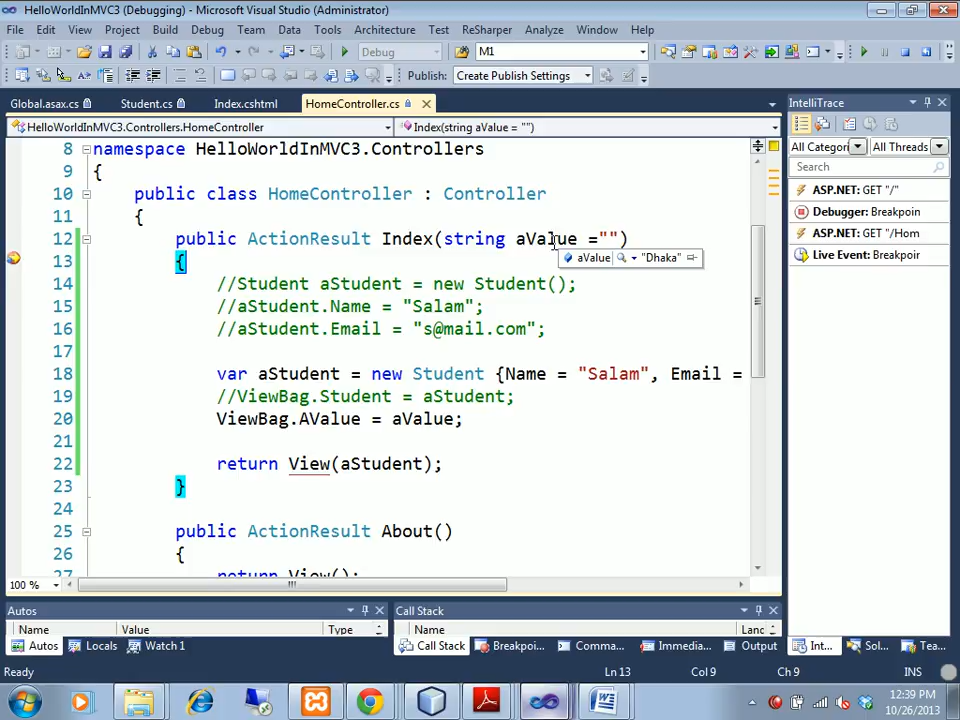 HelloWorldInMVC3 (Debugging) - Microsoft Visual Studio (Administrator)
File Edit View Project Build Debug Team Data Tools Architecture Test ReSharper Analyze Window Help
Debug M1
Publish: Create Publish Settings
Global.asax.cs Student.cs Index.cshtml HomeController.cs
HelloWorldInMVC3.Controllers.HomeController Index(string aValue = "")
8 namespace HelloWorldInMVC3.Controllers
9 {
10 public class HomeController : Controller
11 {
12 public ActionResult Index(string aValue ="")
aValue "Dhaka"
13 {
14 //Student aStudent = new Student();
15 //aStudent.Name = "Salam";
16 //aStudent.Email = "s@mail.com";
17
18 var aStudent = new Student {Name = "Salam", Email =
19 //ViewBag.Student = aStudent;
20 ViewBag.AValue = aValue;
21
22 return View(aStudent);
23 }
24
25 public ActionResult About()
26 {
27 return View();
100 %
IntelliTrace
All Categor All Threads
Search
ASP.NET: GET "/"
Debugger: Breakpoin
ASP.NET: GET "/Hom
Live Event: Breakpoir
Autos
Name Value Type
Autos Locals Watch 1
Call Stack
Name Lanc
Call Stack Breakpoi... Comma... Immedia... Output
Int... Sol... Tea...
Ready Ln 13 Col 9 Ch 9 INS
12:39 PM
10/26/2013